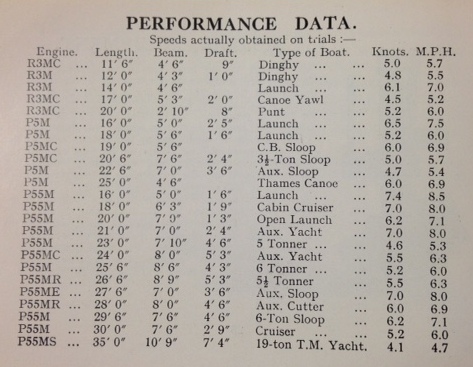 PERFORMANCE DATA.
Speeds actually obtained on trials :—
Engine. Length. Beam. Draft. Type of Boat. Knots. M.P.H.
R3MC ... 11' 6" 4' 6" 9" Dinghy ... ... 5.0 5.7
R3M ... 12' 0" 4' 3" 1' 0" Dinghy ... ... 4.8 5.5
R3M ... 14' 0" 4' 6" Launch ... ... 6.1 7.0
R3MC ... 17' 0" 5' 3" 2' 0" Canoe Yawl ... 4.5 5.2
R3MC ... 20' 0" 2' 10" 8" Punt ... ... 5.2 6.0
P5M ... 16' 0" 5' 0" 2' 5" Launch ... ... 6.5 7.5
P5M ... 18' 0" 5' 6" 1' 6" Launch ... ... 5.2 6.0
P5MC ... 19' 0" 5' 6" C.B. Sloop ... 6.0 6.9
P5MC ... 20' 6" 7' 6" 2' 4" 3½-Ton Sloop ... 5.0 5.7
P5M ... 22' 6" 7' 0" 3' 6" Aux. Sloop ... 4.7 5.4
P5M ... 25' 0" 4' 6" Thames Canoe ... 6.0 6.9
P55M ... 16' 0" 5' 0" 1' 6" Launch ... ... 7.4 8.5
P55M ... 18' 0" 6' 3" 1' 9" Cabin Cruiser ... 7.0 8.0
P55M ... 20' 0" 7' 0" 1' 3" Open Launch ... 6.2 7.1
P55M ... 21' 0" 7' 0" 2' 4" Aux. Yacht ... 7.0 8.0
P55M ... 23' 0" 7' 10" 4' 6" 5 Tonner ... ... 4.6 5.3
P55MC ... 24' 0" 8' 0" 5' 3" Aux. Yacht ... 5.5 6.3
P55M ... 25' 6" 8' 6" 4' 3" 6 Tonner ... ... 5.2 6.0
P55MR ... 26' 6" 8' 9" 5' 3" 5½ Tonner ... ... 5.5 6.3
P55ME ... 27' 6" 7' 0" 3' 6" Aux. Sloop ... 7.0 8.0
P55MR ... 28' 0" 8' 0" 4' 6" Aux. Cutter ... 6.0 6.9
P55M ... 29' 6" 7' 6" 4' 6" 6-Ton Sloop ... 6.2 7.1
P55M ... 30' 0" 7' 6" 2' 9" Cruiser ... ... 5.2 6.0
P55MS ... 35' 0" 10' 9" 7' 4" 19-ton T.M. Yacht. 4.1 4.7